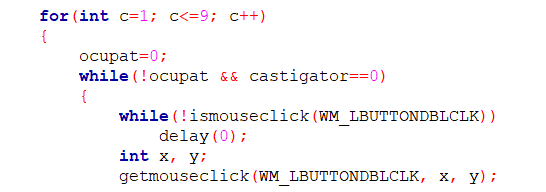 for(int c=1; c<=9; c++)
{
ocupat=0;
while(!ocupat && castigator==0)
{
while(!ismouseclick(WM_LBUTTONDBLCLK))
delay(0);
int x, y;
getmouseclick(WM_LBUTTONDBLCLK, x, y);